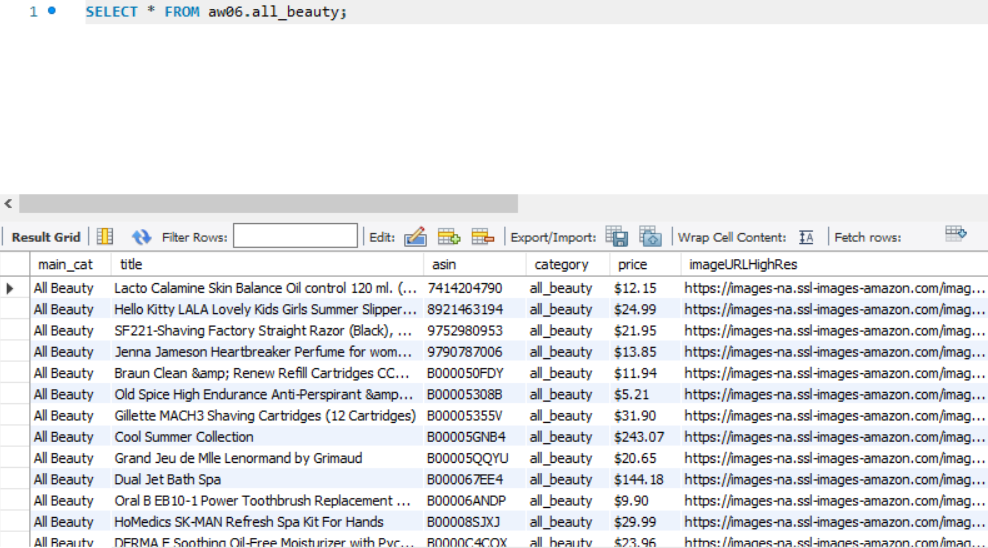 1 SELECT * FROM aw06.all_beauty;
Result Grid Filter Rows: Edit: Export/Import: Wrap Cell Content: Fetch rows:
main_cat title asin category price imageURLHighRes
All Beauty Lacto Calamine Skin Balance Oil control 120 ml. (... 7414204790 all_beauty $12.15 https://images-na.ssl-images-amazon.com/imag...
All Beauty Hello Kitty LALA Lovely Kids Girls Summer Slipper... 8921463194 all_beauty $24.99 https://images-na.ssl-images-amazon.com/imag...
All Beauty SF221-Shaving Factory Straight Razor (Black), ... 9752980953 all_beauty $21.95 https://images-na.ssl-images-amazon.com/imag...
All Beauty Jenna Jameson Heartbreaker Perfume for wom... 9790787006 all_beauty $13.85 https://images-na.ssl-images-amazon.com/imag...
All Beauty Braun Clean &amp; Renew Refill Cartridges CC... B000050FDY all_beauty $11.94 https://images-na.ssl-images-amazon.com/imag...
All Beauty Old Spice High Endurance Anti-Perspirant &amp... B00005308B all_beauty $5.21 https://images-na.ssl-images-amazon.com/imag...
All Beauty Gillette MACH3 Shaving Cartridges (12 Cartridges) B00005355V all_beauty $31.90 https://images-na.ssl-images-amazon.com/imag...
All Beauty Cool Summer Collection B00005GNB4 all_beauty $243.07 https://images-na.ssl-images-amazon.com/imag...
All Beauty Grand Jeu de Mlle Lenormand by Grimaud B00005QQYU all_beauty $20.65 https://images-na.ssl-images-amazon.com/imag...
All Beauty Dual Jet Bath Spa B000067EE4 all_beauty $144.18 https://images-na.ssl-images-amazon.com/imag...
All Beauty Oral B EB10-1 Power Toothbrush Replacement ... B00006ANDP all_beauty $9.90 https://images-na.ssl-images-amazon.com/imag...
All Beauty HoMedics SK-MAN Refresh Spa Kit For Hands B00008SJXJ all_beauty $29.99 https://images-na.ssl-images-amazon.com/imag...
All Beauty DERMA E Soothing Oil-Free Moisturizer with Pyc... B0000C4CQX all_beauty $23.96 https://images-na.ssl-images-amazon.com/imag...